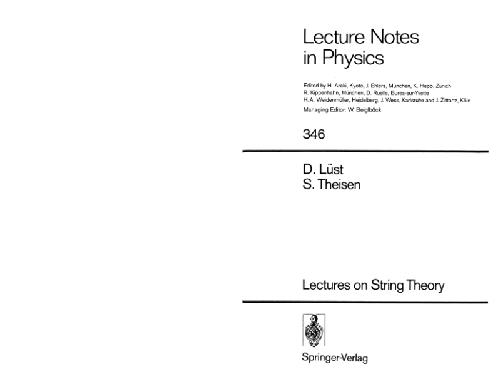 Lecture Notes
in Physics
Edited by H. Araki, Kyoto, J. Ehlers, München, K. Hepp, Zürich
R. Kippenhahn, München, D. Ruelle, Bures-sur-Yvette
H.A. Weidenmüller, Heidelberg, J. Wess, Karlsruhe and J. Zittartz, Köln
Managing Editor: W. Beiglböck
346
D. Lüst
S. Theisen
Lectures on String Theory
Springer-Verlag